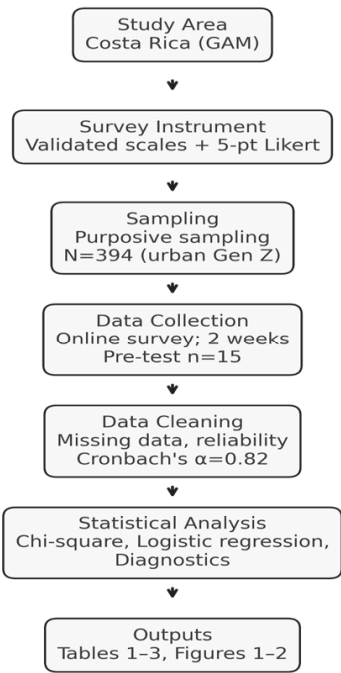 Study Area
Costa Rica (GAM)
Survey Instrument
Validated scales + 5-pt Likert
Sampling
Purposive sampling
N=394 (urban Gen Z)
Data Collection
Online survey; 2 weeks
Pre-test n=15
Data Cleaning
Missing data, reliability
Cronbach's α=0.82
Statistical Analysis
Chi-square, Logistic regression,
Diagnostics
Outputs
Tables 1–3, Figures 1–2